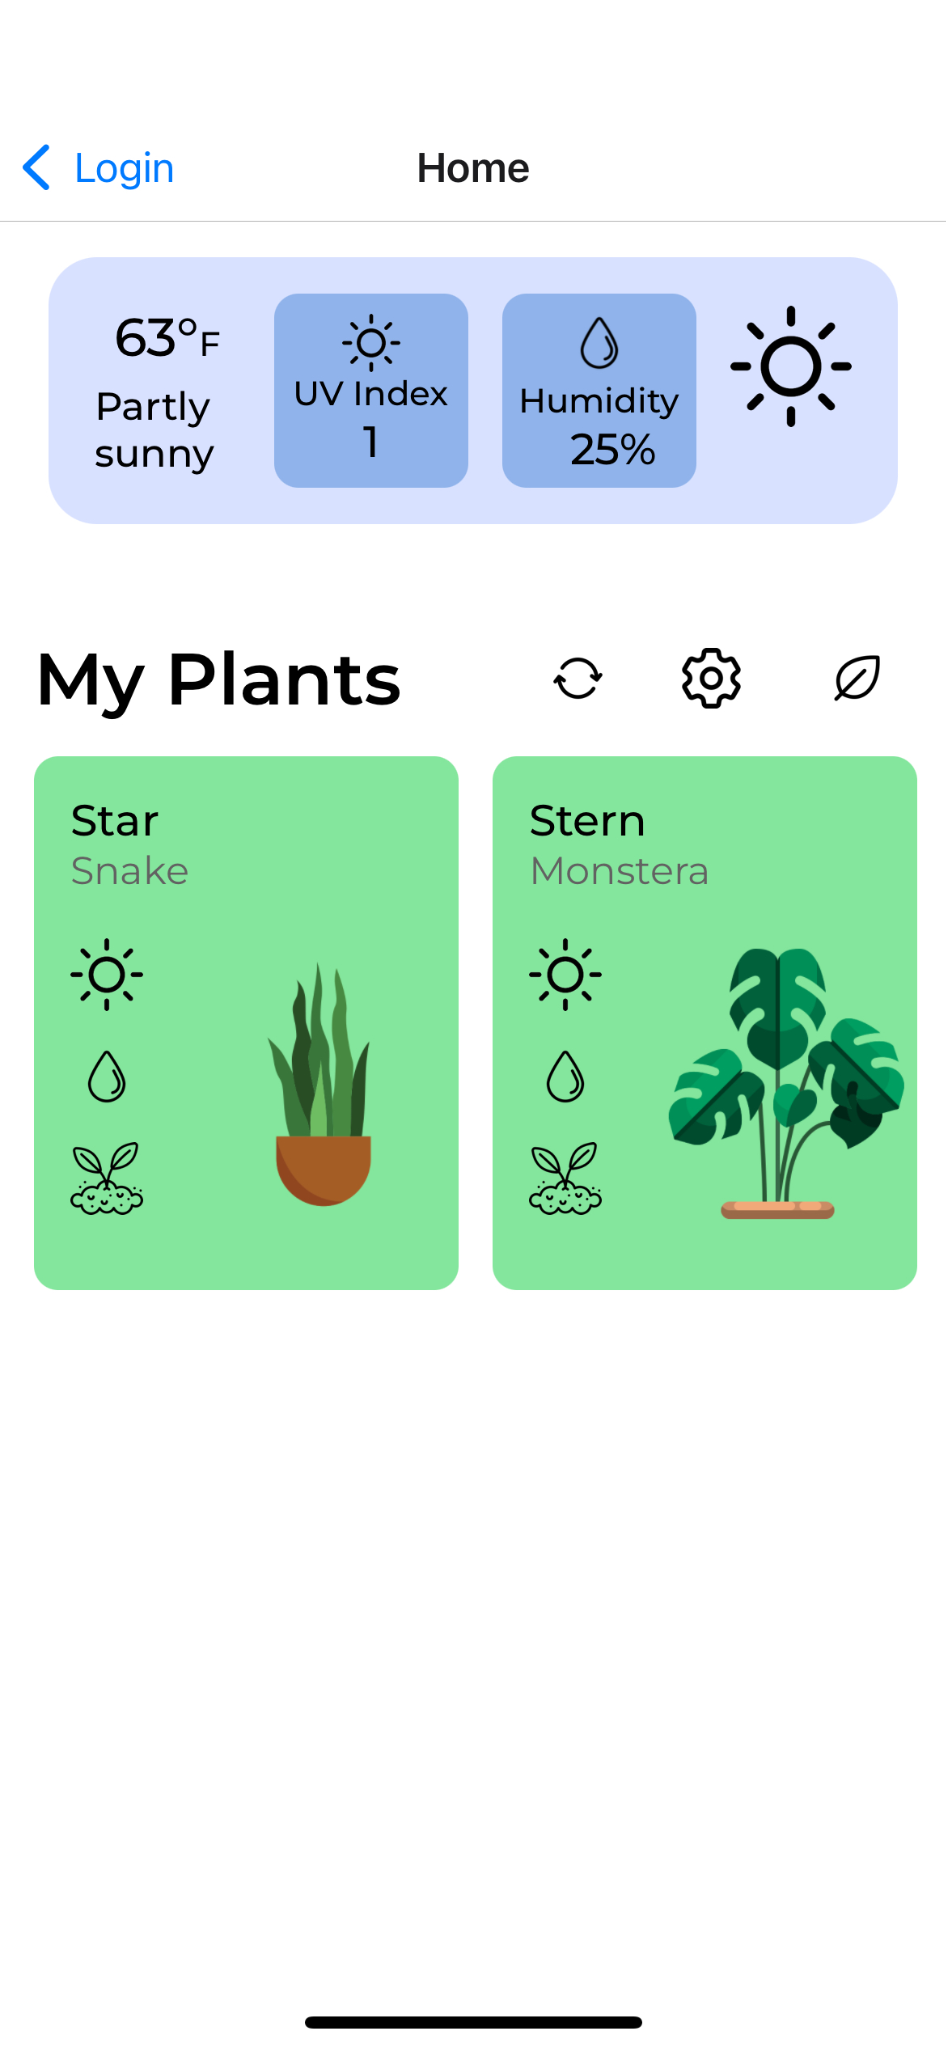 Login
Home
63°F
Partly
sunny
UV Index
1
Humidity
25%
My Plants
Star
Snake
Stern
Monstera